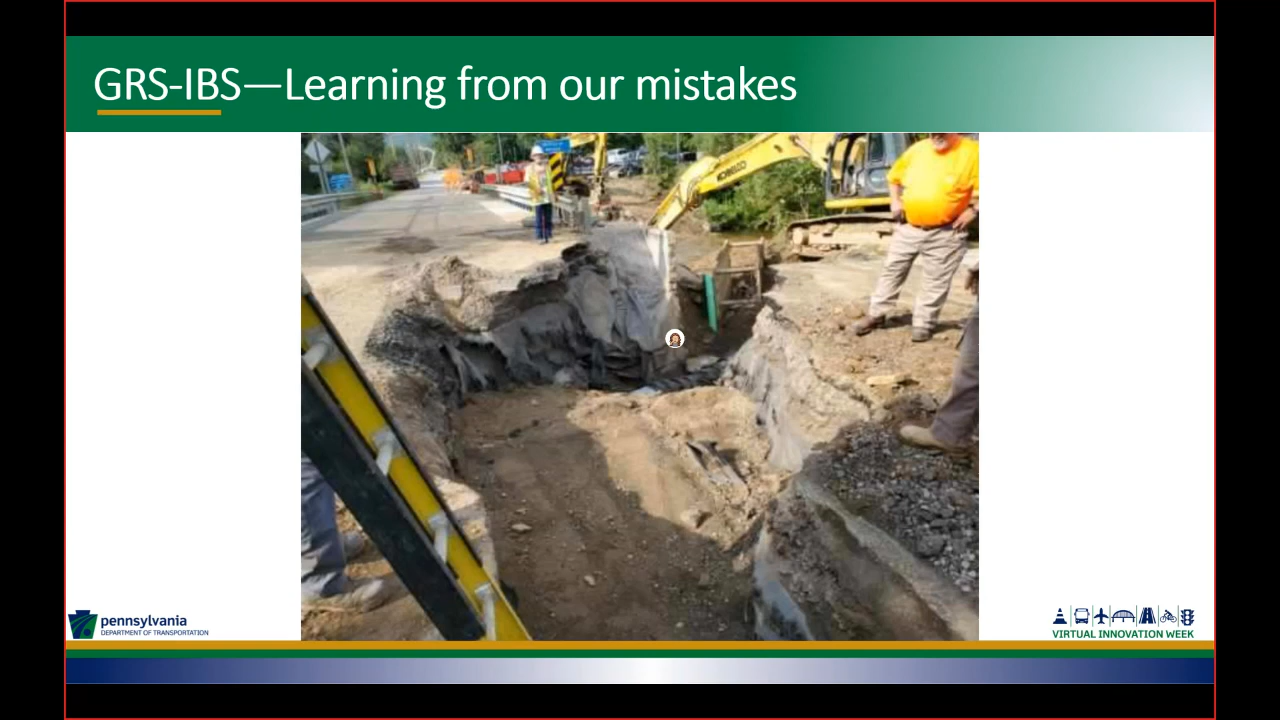 GRS-IBS—Learning from our mistakes
KOBELCO
pennsylvania
DEPARTMENT OF TRANSPORTATION
VIRTUAL INNOVATION WEEK